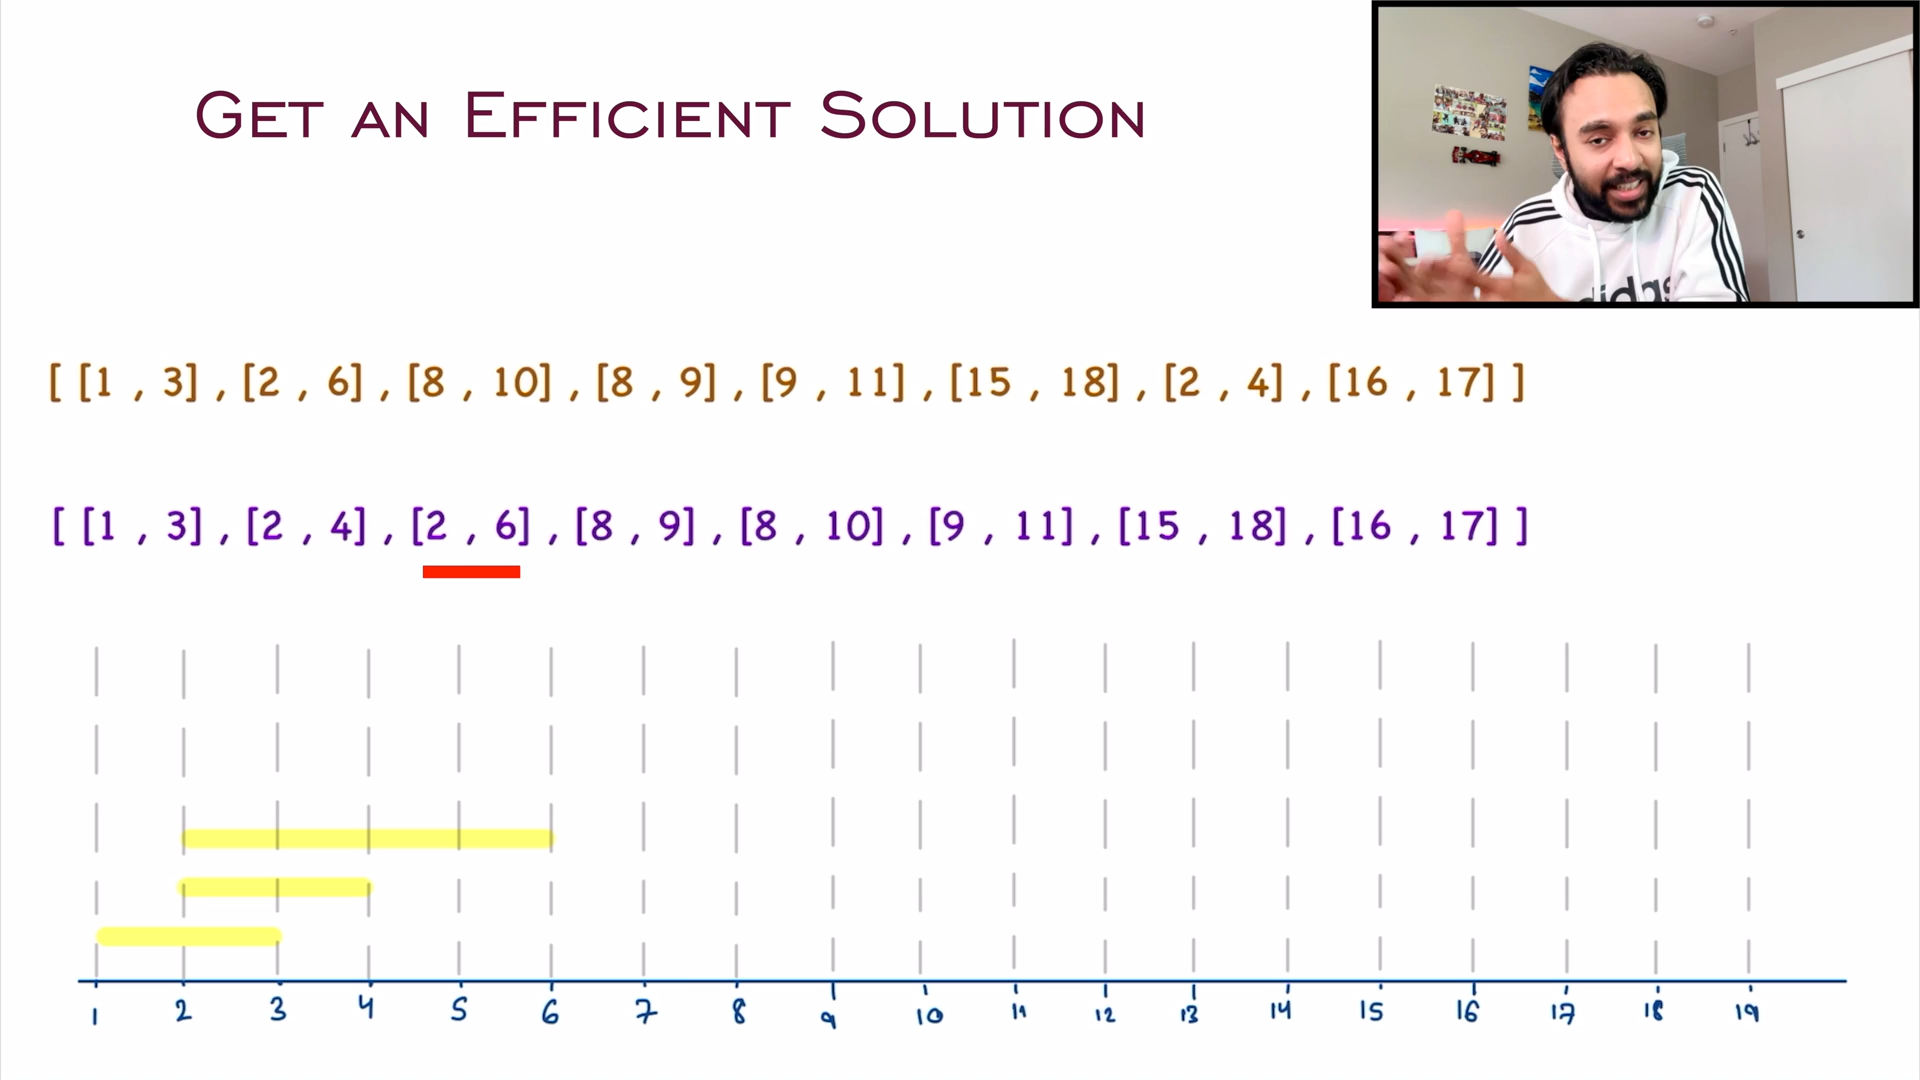 GET AN EFFICIENT SOLUTION
adidas
[ [1 , 3] , [2 , 6] , [8 , 10] , [8 , 9] , [9 , 11] , [15 , 18] , [2 , 4] , [16 , 17] ]
[ [1 , 3] , [2 , 4] , [2 , 6] , [8 , 9] , [8 , 10] , [9 , 11] , [15 , 18] , [16 , 17] ]
1 2 3 4 5 6 7 8 9 10 11 12 13 14 15 16 17 18 19